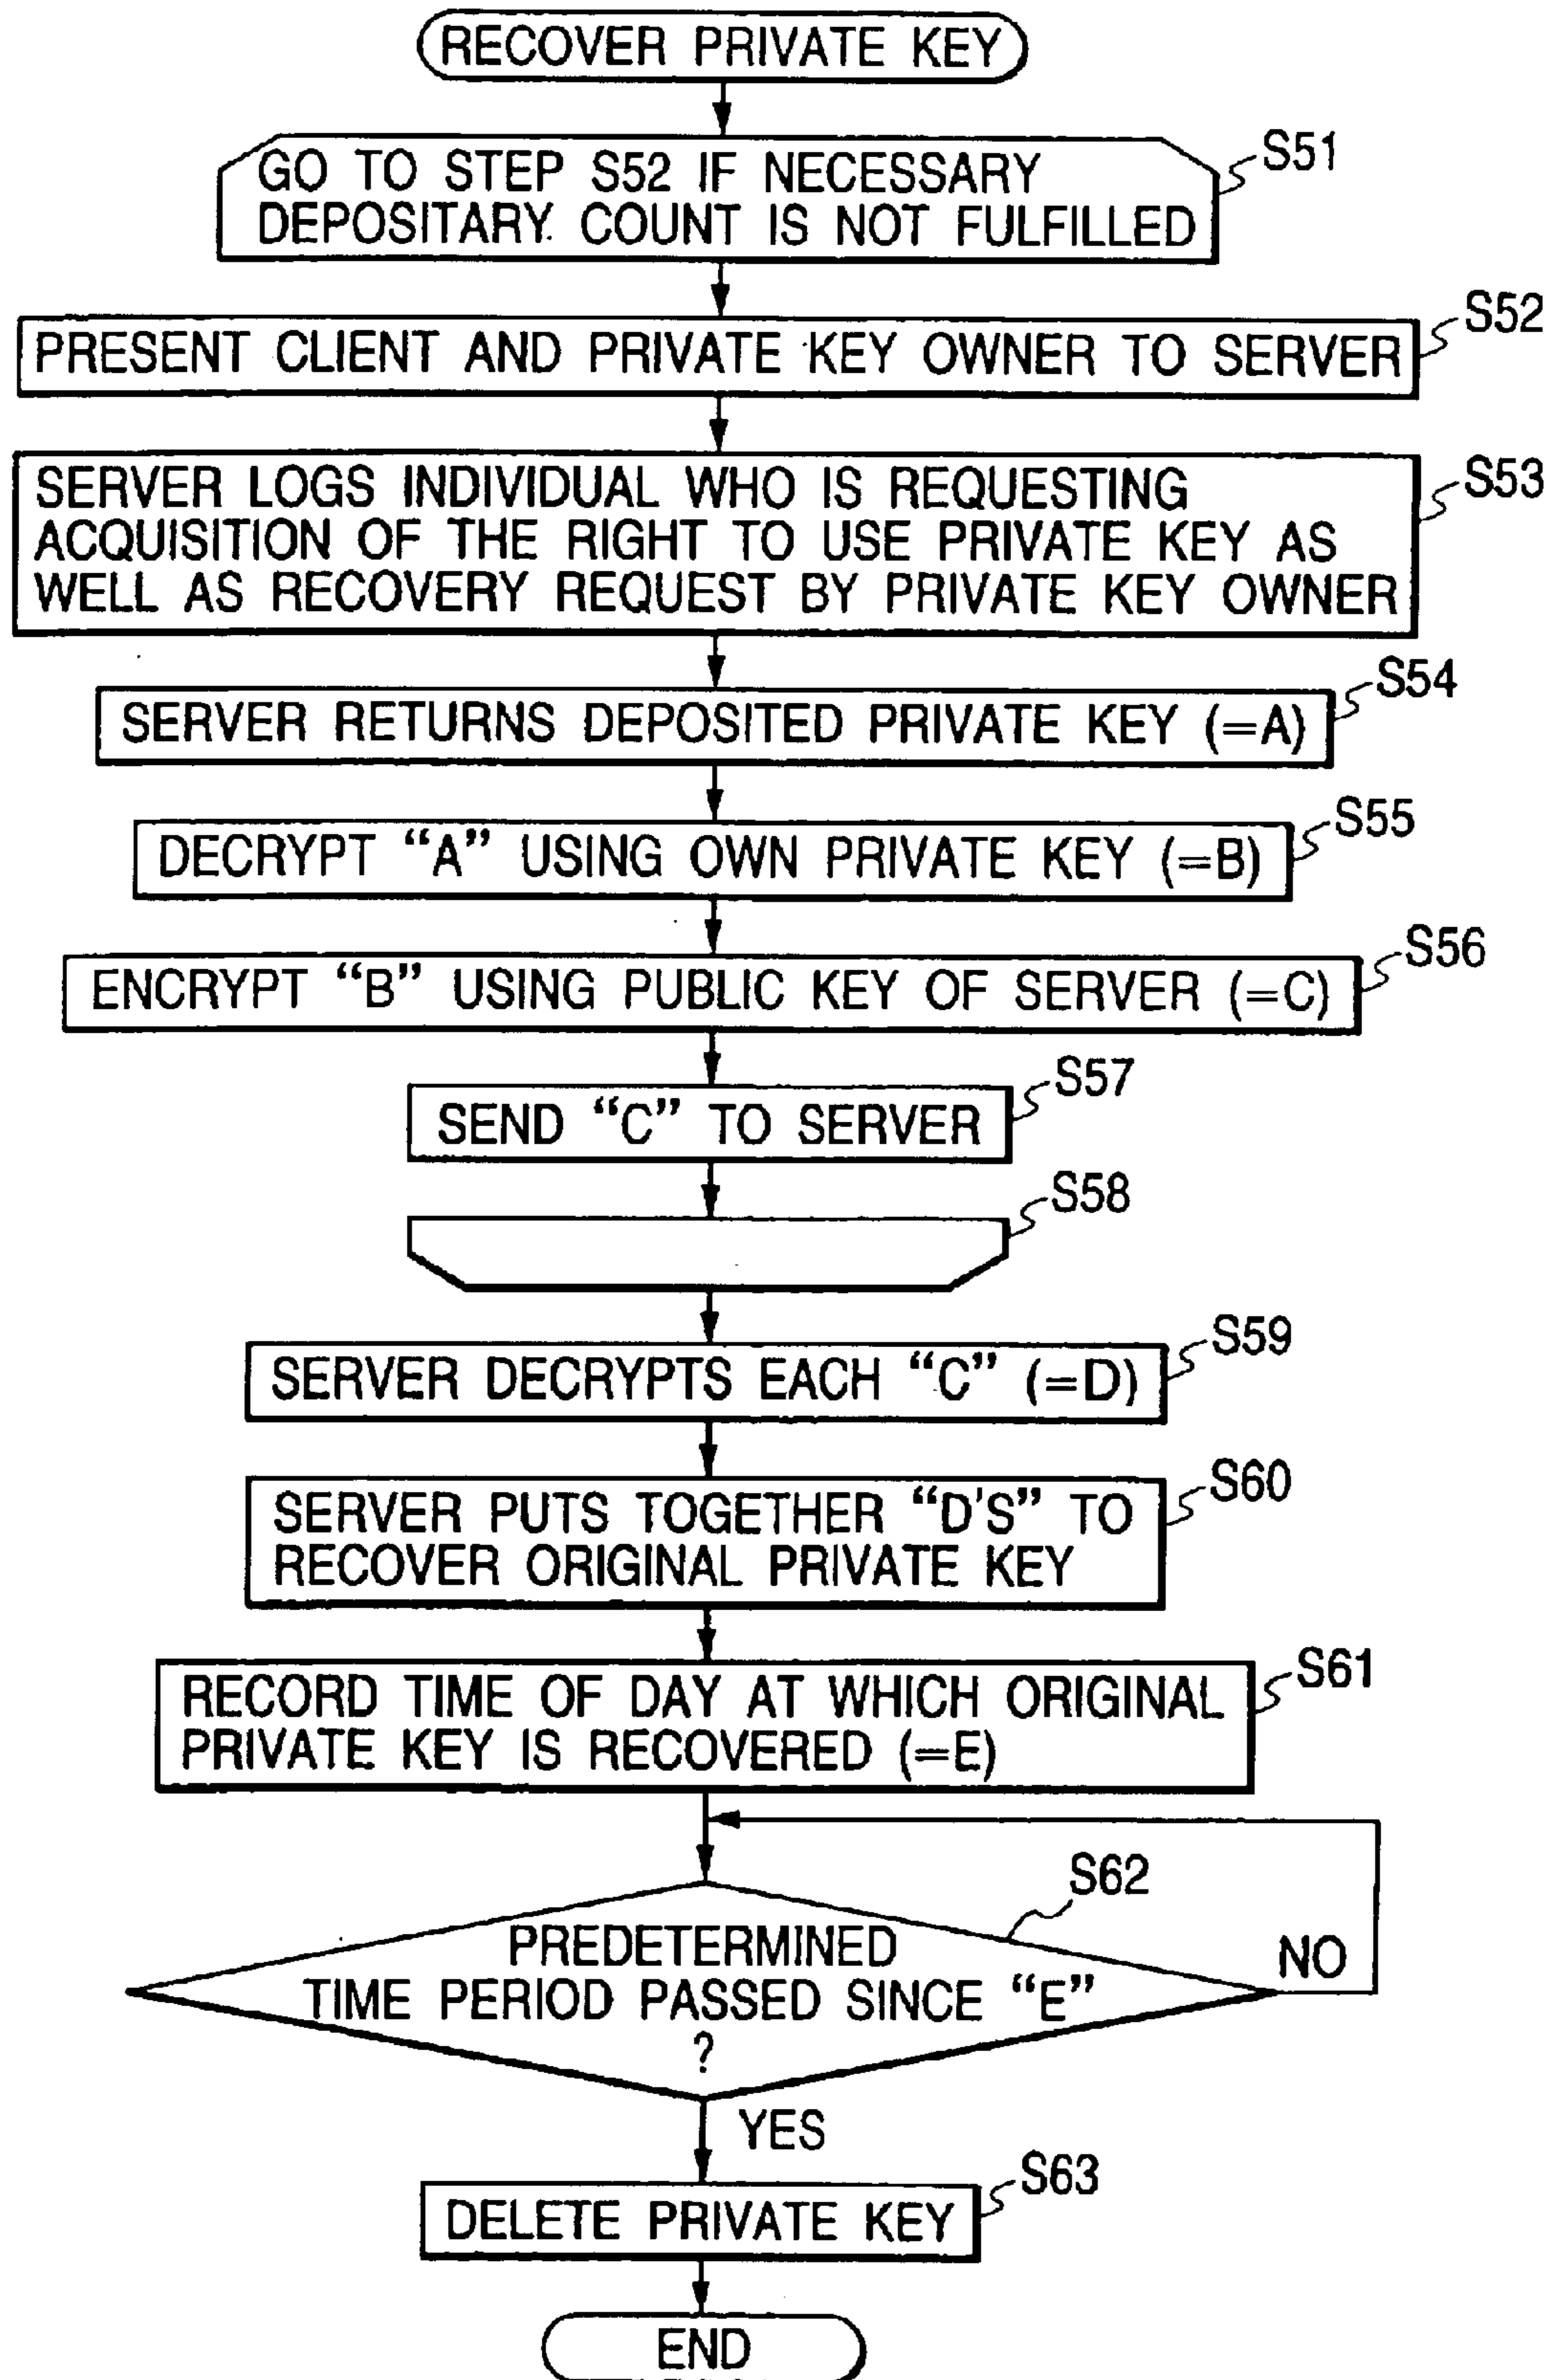 RECOVER PRIVATE KEY
GO TO STEP S52 IF NECESSARY
DEPOSITARY COUNT IS NOT FULFILLED
S51
PRESENT CLIENT AND PRIVATE KEY OWNER TO SERVER
S52
SERVER LOGS INDIVIDUAL WHO IS REQUESTING
ACQUISITION OF THE RIGHT TO USE PRIVATE KEY AS
WELL AS RECOVERY REQUEST BY PRIVATE KEY OWNER
S53
SERVER RETURNS DEPOSITED PRIVATE KEY (=A)
S54
DECRYPT “A” USING OWN PRIVATE KEY (=B)
S55
ENCRYPT “B” USING PUBLIC KEY OF SERVER (=C)
S56
SEND “C” TO SERVER
S57
S58
SERVER DECRYPTS EACH “C” (=D)
S59
SERVER PUTS TOGETHER “D'S” TO
RECOVER ORIGINAL PRIVATE KEY
S60
RECORD TIME OF DAY AT WHICH ORIGINAL
PRIVATE KEY IS RECOVERED (=E)
S61
S62
PREDETERMINED
TIME PERIOD PASSED SINCE “E”
?
NO
YES
DELETE PRIVATE KEY
S63
END